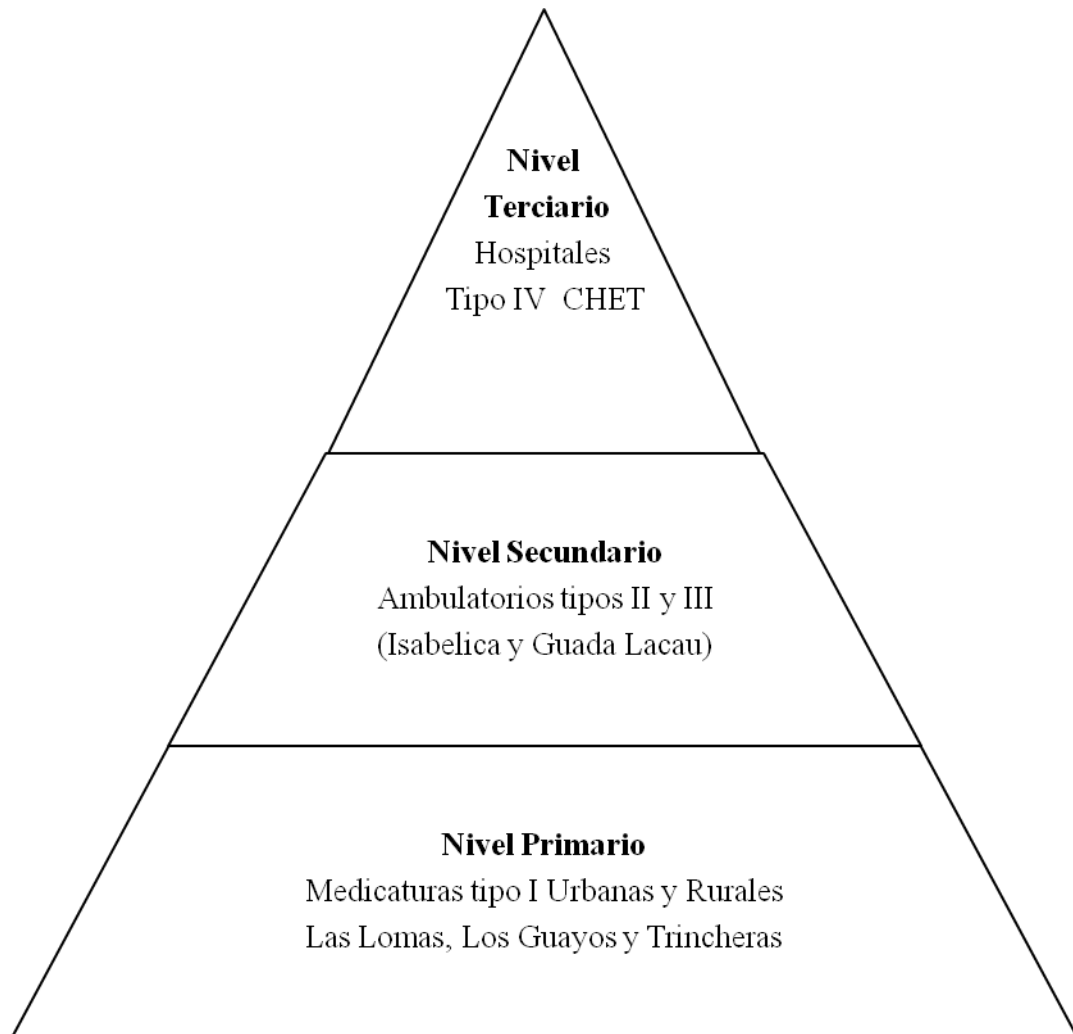 Nivel
Terciario
Hospitales
Tipo IV CHET
Nivel Secundario
Ambulatorios tipos II y III
(Isabelica y Guada Lacau)
Nivel Primario
Medicaturas tipo I Urbanas y Rurales
Las Lomas, Los Guayos y Trincheras